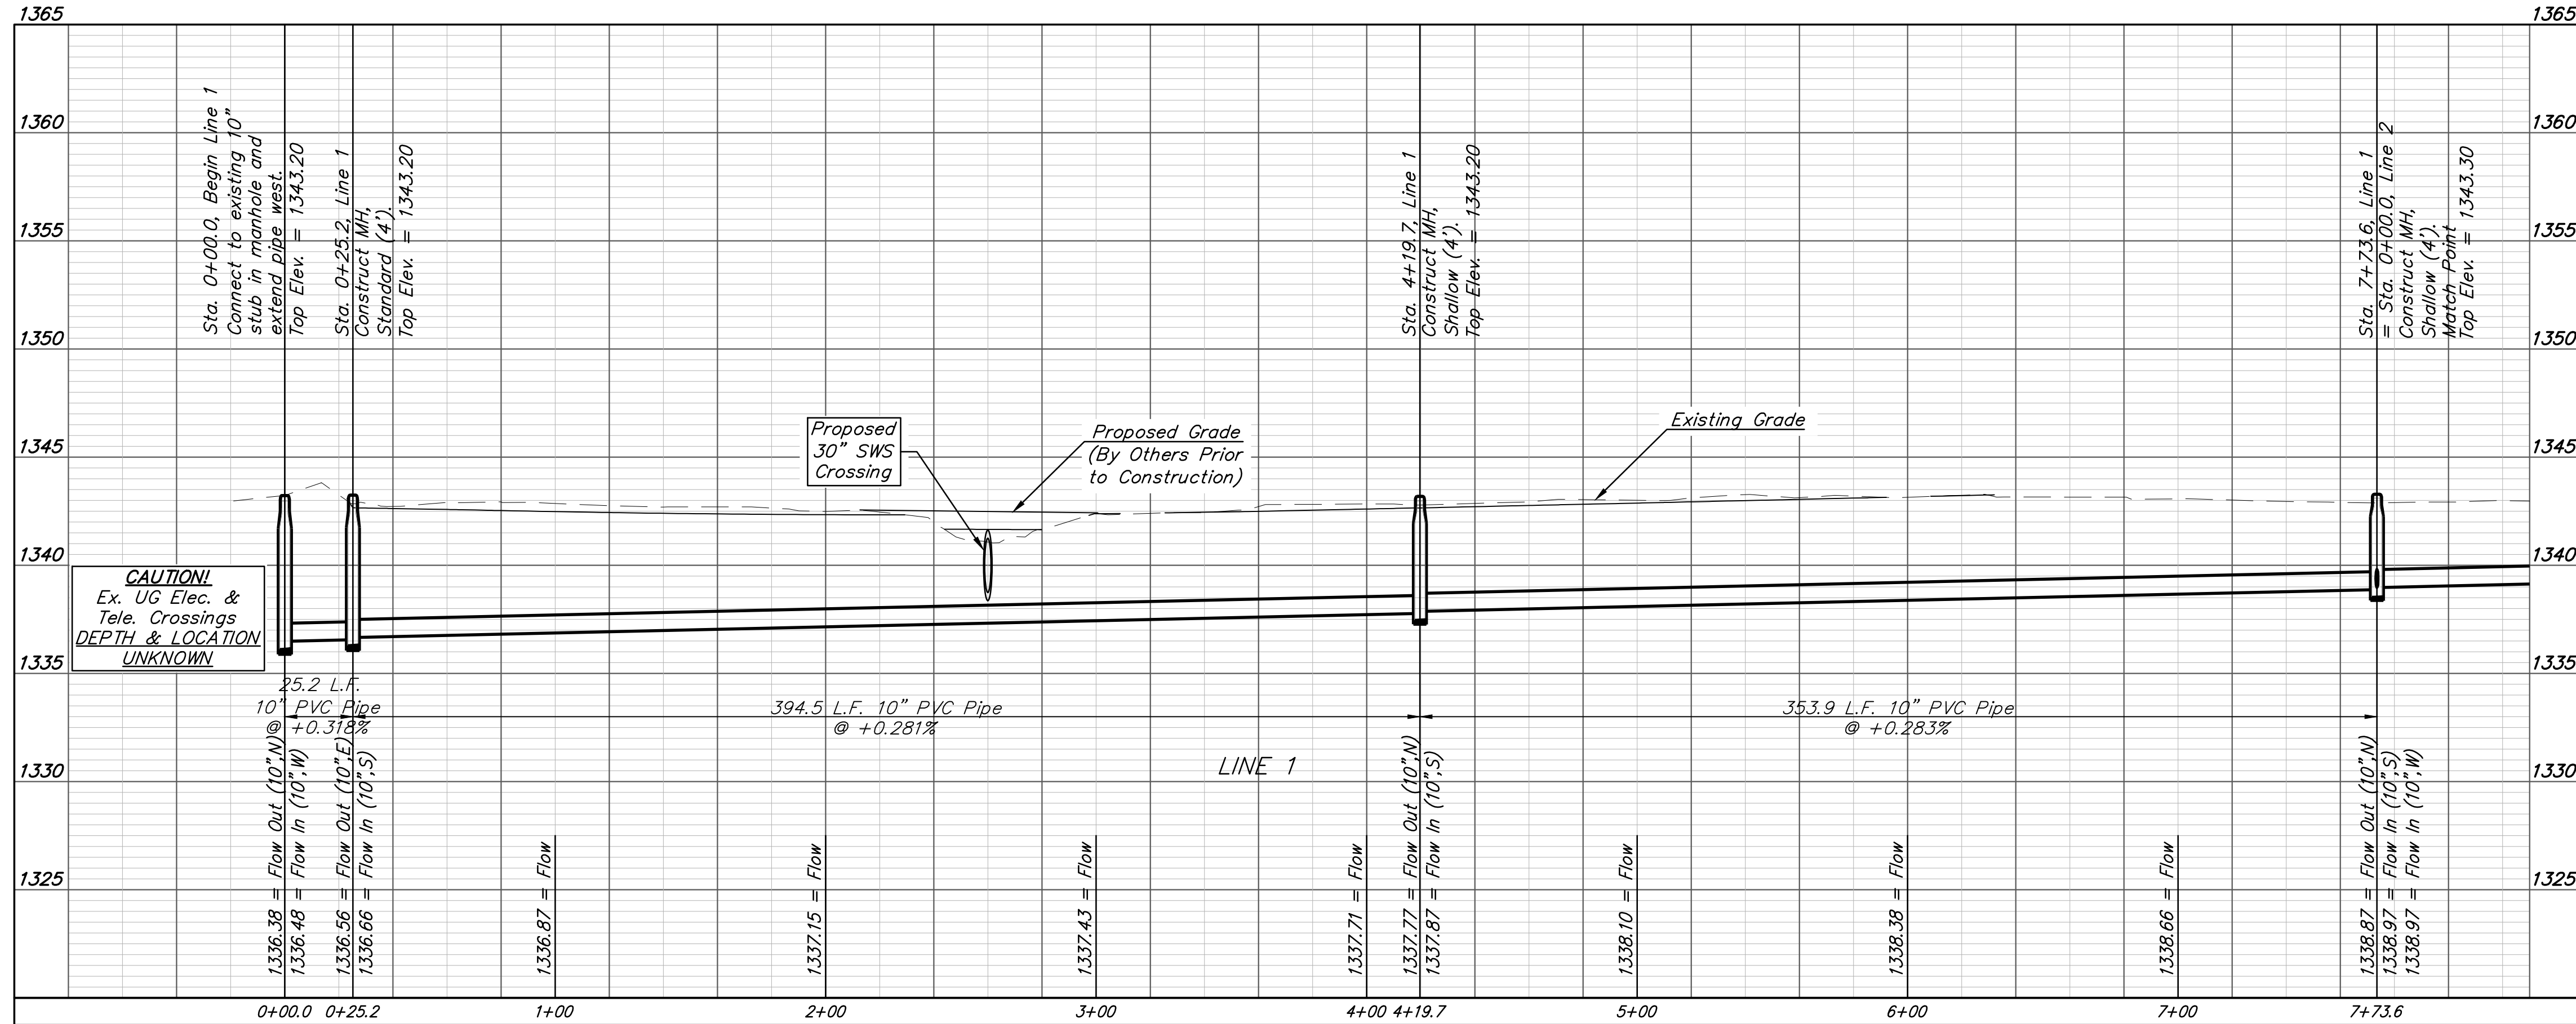 1365
1365
1360
1360
1355
1355
1350
1350
1345
1345
1340
1340
1335
1335
1330
1330
1325
1325
Sta. 0+00.0, Begin Line 1
Connect to existing 10"
stub in manhole and
extend pipe west.
Top Elev. = 1343.20
Sta. 0+25.2, Line 1
Construct MH,
Standard (4').
Top Elev. = 1343.20
Sta. 4+19.7, Line 1
Construct MH,
Shallow (4').
Top Elev. = 1343.20
Sta. 7+73.6, Line 1
= Sta. 0+00.0, Line 2
Construct MH,
Shallow (4').
Match Point
Top Elev. = 1343.30
Proposed
30" SWS
Crossing
Proposed Grade
(By Others Prior
to Construction)
Existing Grade
CAUTION!
Ex. UG Elec. &
Tele. Crossings
DEPTH & LOCATION
UNKNOWN
25.2 L.F.
10" PVC Pipe
@ +0.318%
394.5 L.F. 10" PVC Pipe
@ +0.281%
353.9 L.F. 10" PVC Pipe
@ +0.283%
LINE 1
1336.38 = Flow Out (10",N)
1336.48 = Flow In (10",W)
1336.56 = Flow Out (10",E)
1336.66 = Flow In (10",S)
1336.87 = Flow
1337.15 = Flow
1337.43 = Flow
1337.71 = Flow
1337.77 = Flow Out (10",N)
1337.87 = Flow In (10",S)
1338.10 = Flow
1338.38 = Flow
1338.66 = Flow
1338.87 = Flow Out (10",N)
1338.97 = Flow In (10",S)
1338.97 = Flow In (10",W)
0+00.0
0+25.2
1+00
2+00
3+00
4+00
4+19.7
5+00
6+00
7+00
7+73.6